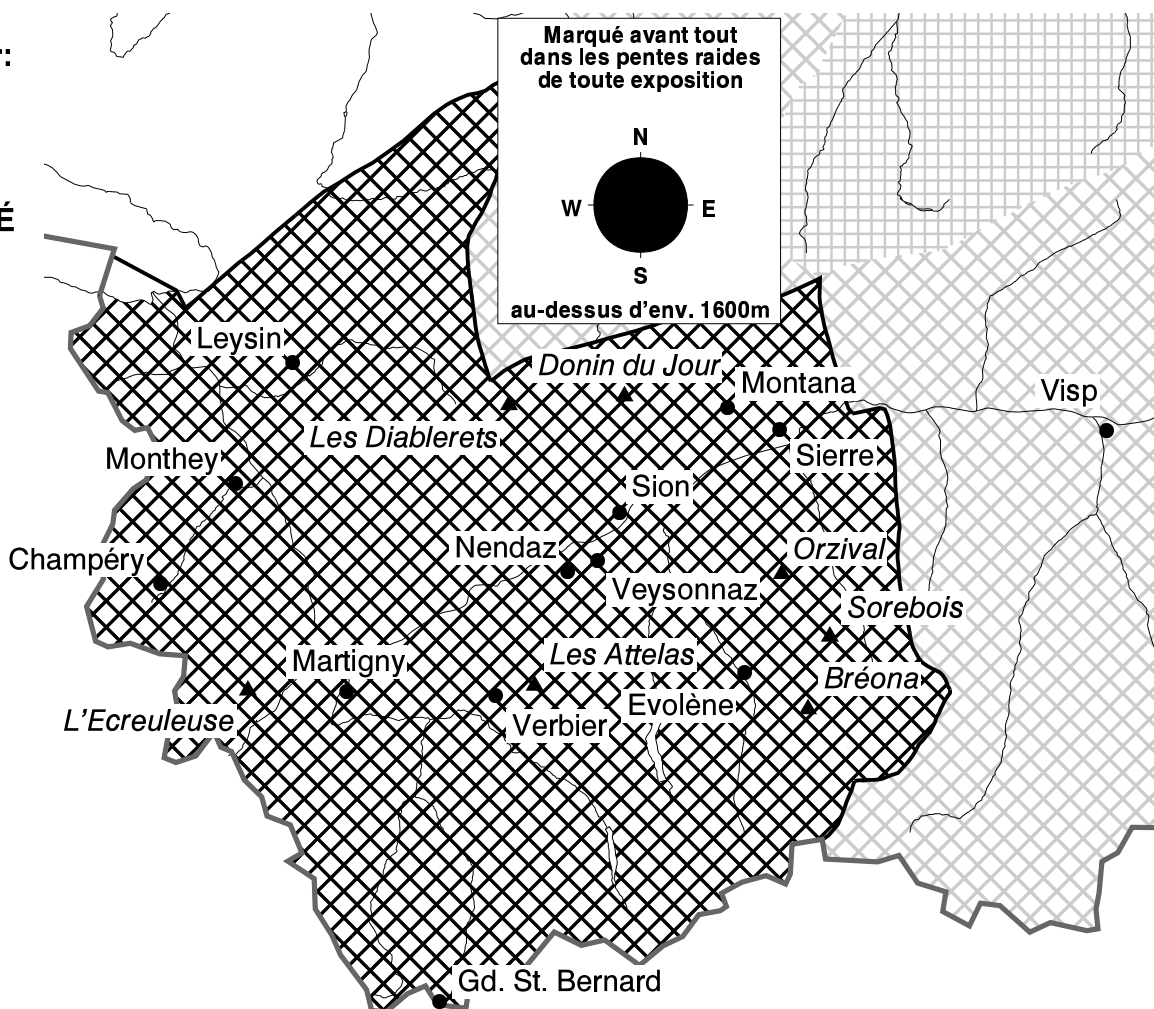 Marqué avant tout
dans les pentes raides
de toute exposition
:
N
É
W
E
S
au-dessus d'env. 1600m
Leysin
Donin du Jour
Montana
Visp
Les Diablerets
Sierre
Monthey
Sion
Nendaz
Orzival
Champéry
Veysonnaz
Sorebois
Les Attelas
Martigny
Bréona
Evolène
L'Ecreuleuse
Verbier
Gd. St. Bernard